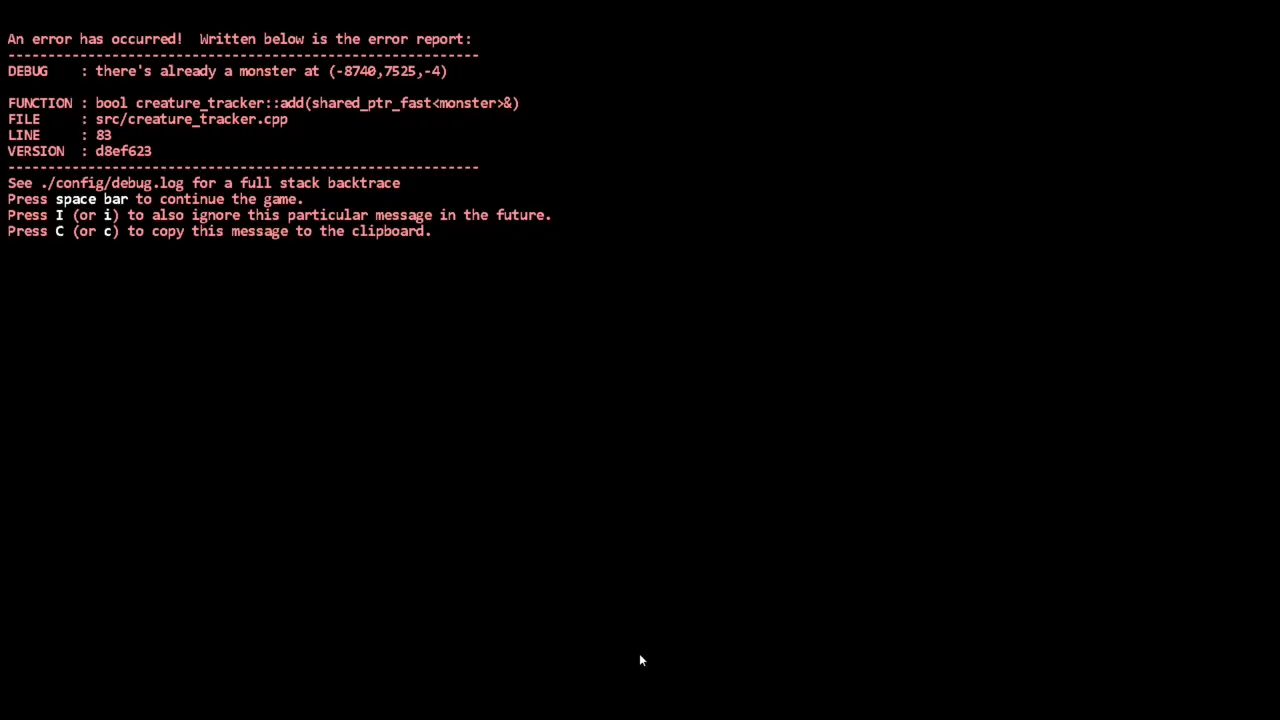 An error has occurred!  Written below is the error report:
-----------------------------------------------------------
DEBUG    : there's already a monster at (-8740,7525,-4)
FUNCTION : bool creature_tracker::add(shared_ptr_fast<monster>&)
FILE     : src/creature_tracker.cpp
LINE     : 83
VERSION  : d8ef623
-----------------------------------------------------------
See ./config/debug.log for a full stack backtrace
Press space bar to continue the game.
Press I (or i) to also ignore this particular message in the future.
Press C (or c) to copy this message to the clipboard.